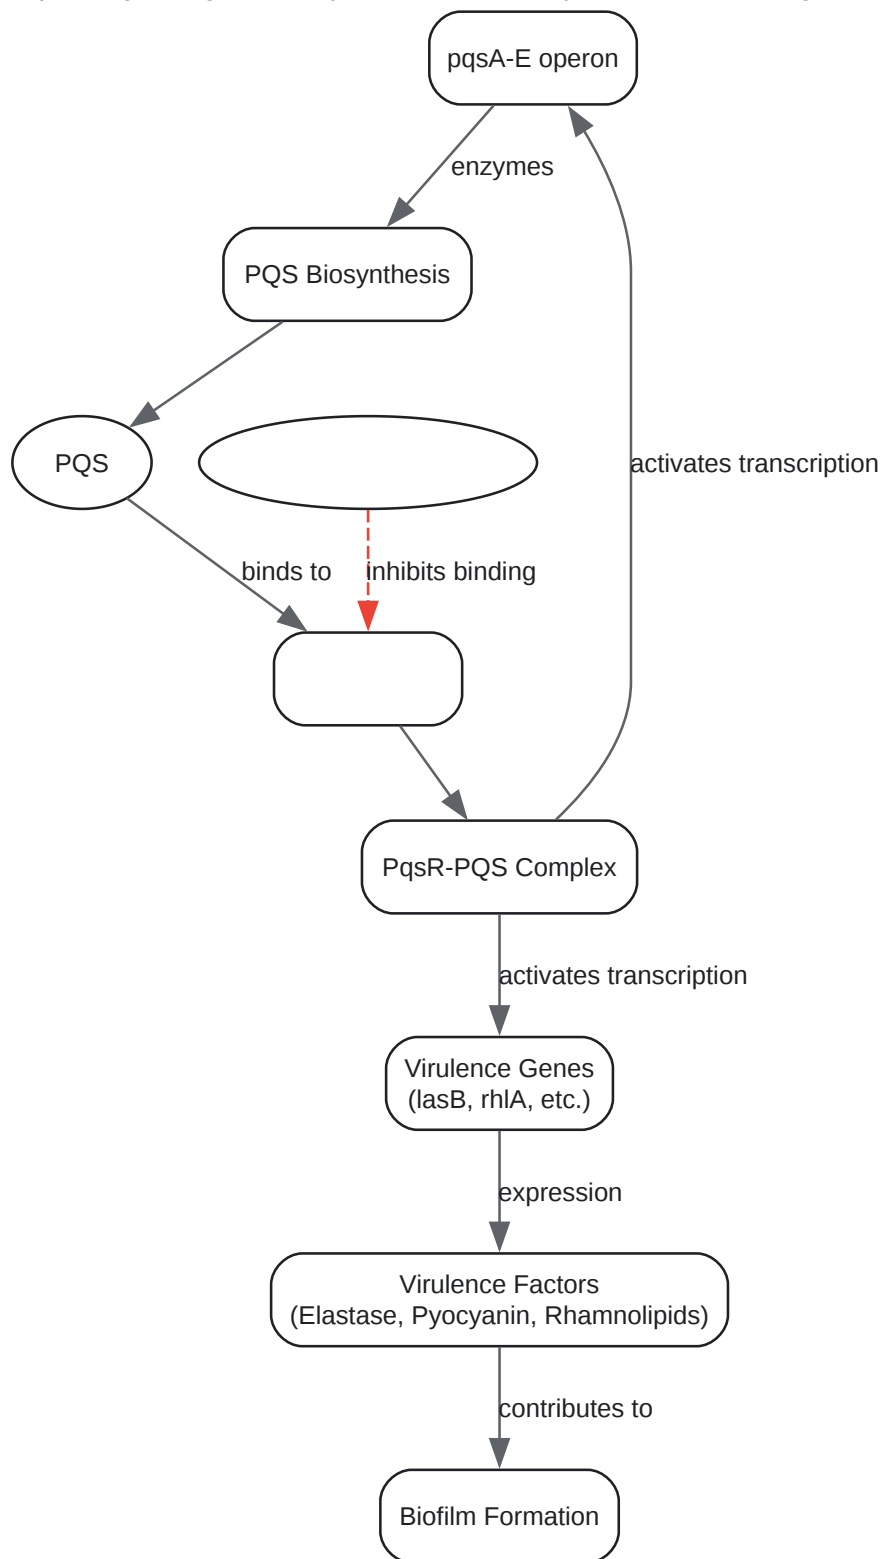 pqsA-E operon
enzymes
PQS Biosynthesis
PQS
activates transcription
binds to
inhibits binding
PqsR-PQS Complex
activates transcription
Virulence Genes
(lasB, rhlA, etc.)
expression
Virulence Factors
(Elastase, Pyocyanin, Rhamnolipids)
contributes to
Biofilm Formation